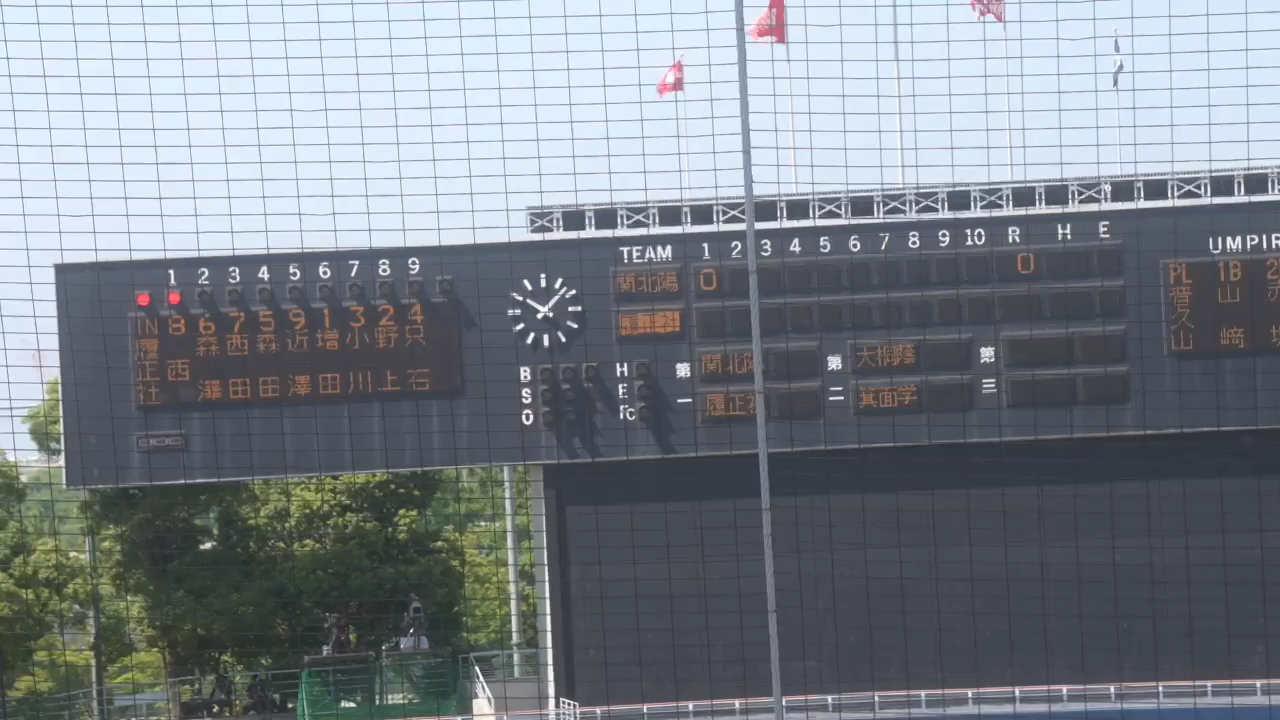 1 2 3 4 5 6 7 8 9
IN 8 6 7 5 9 1 3 2 4
履正社 西 森澤 西田 森田 近澤 増田 小川 野上 只石
B
S
O
H
E
Fc
TEAM 1 2 3 4 5 6 7 8 9 10 R H E
関北陽 0 0
履正社
第一 関北陽 履正社
第二 大桐蔭 箕面学
第三
UMPIR
PL 1B
菅久山 山﨑